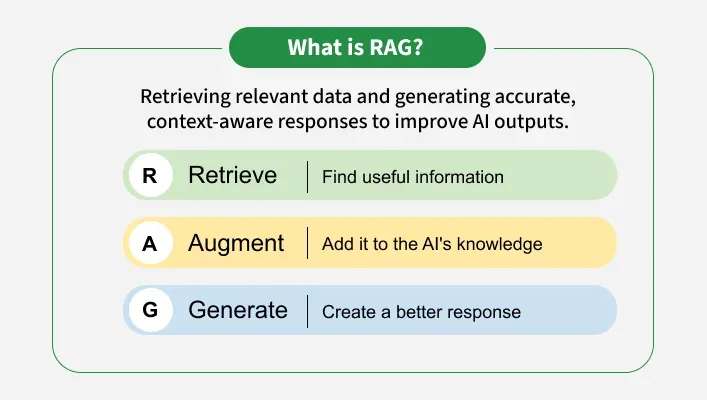 What is RAG?
Retrieving relevant data and generating accurate,
context-aware responses to improve AI outputs.
R Retrieve Find useful information
A Augment Add it to the AI's knowledge
G Generate Create a better response